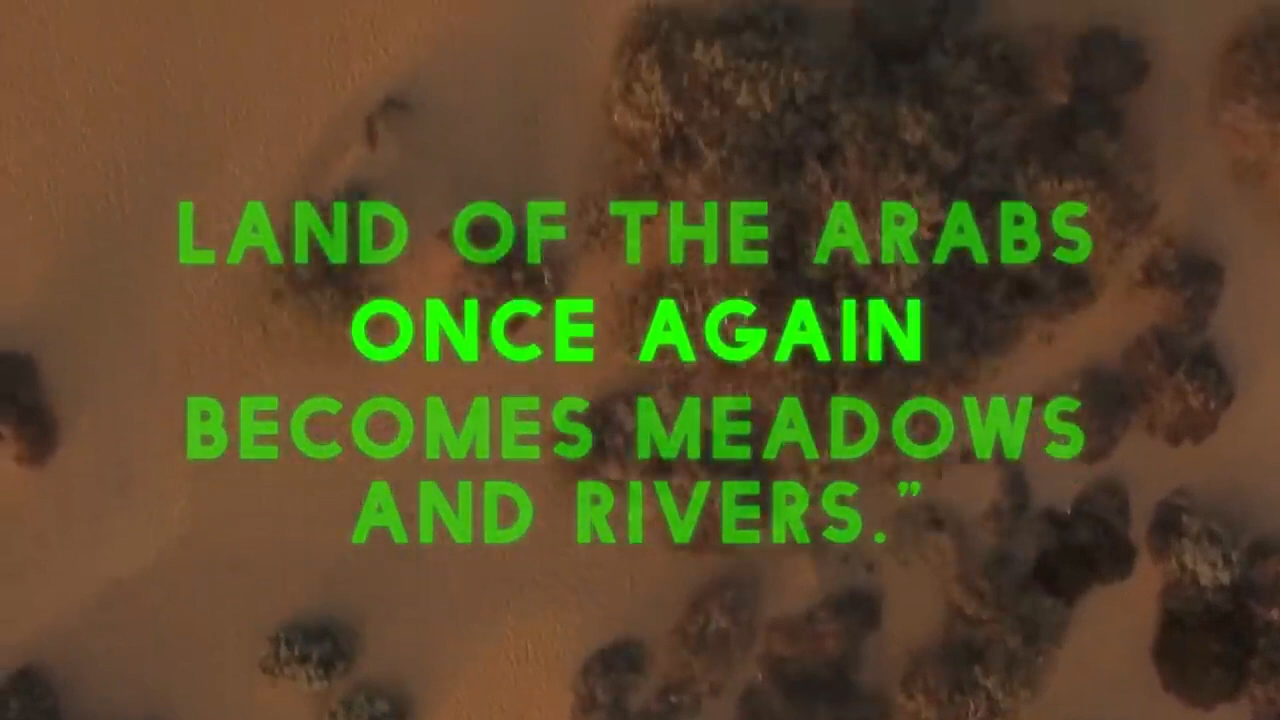 LAND OF THE ARABS
ONCE AGAIN
BECOMES MEADOWS
AND RIVERS.”